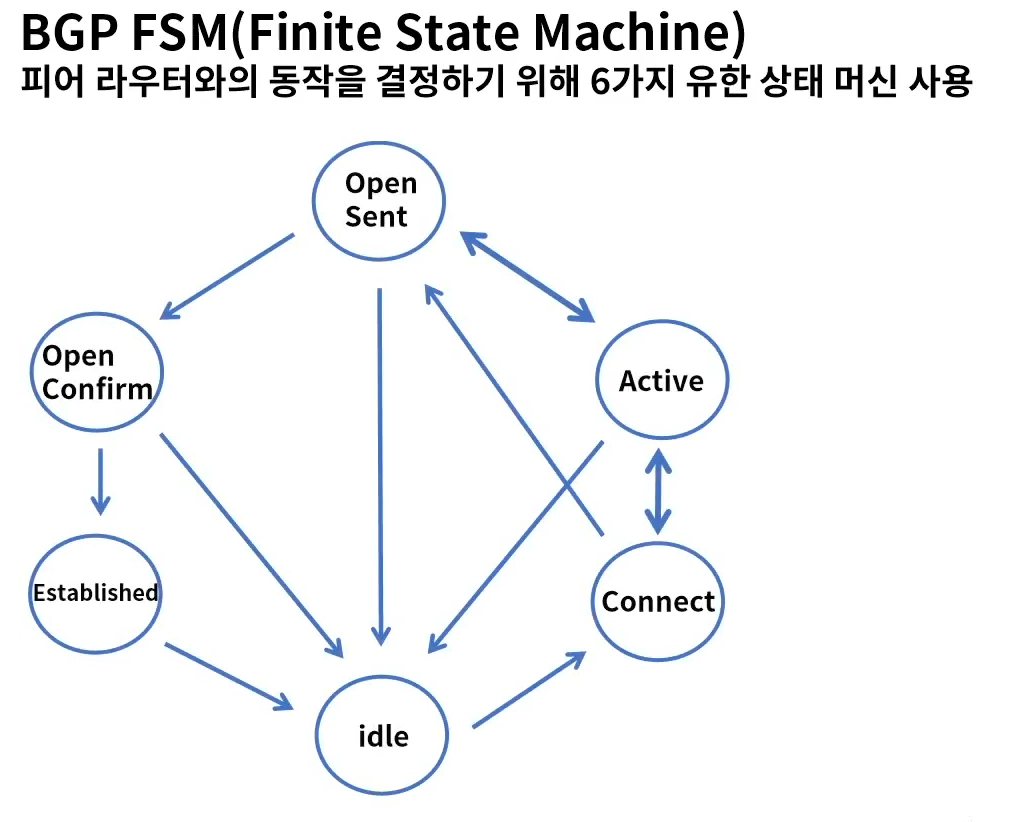 BGP FSM(Finite State Machine)
피어 라우터와의 동작을 결정하기 위해 6가지 유한 상태 머신 사용
Open
Sent
Open
Confirm
Active
Established
Connect
idle